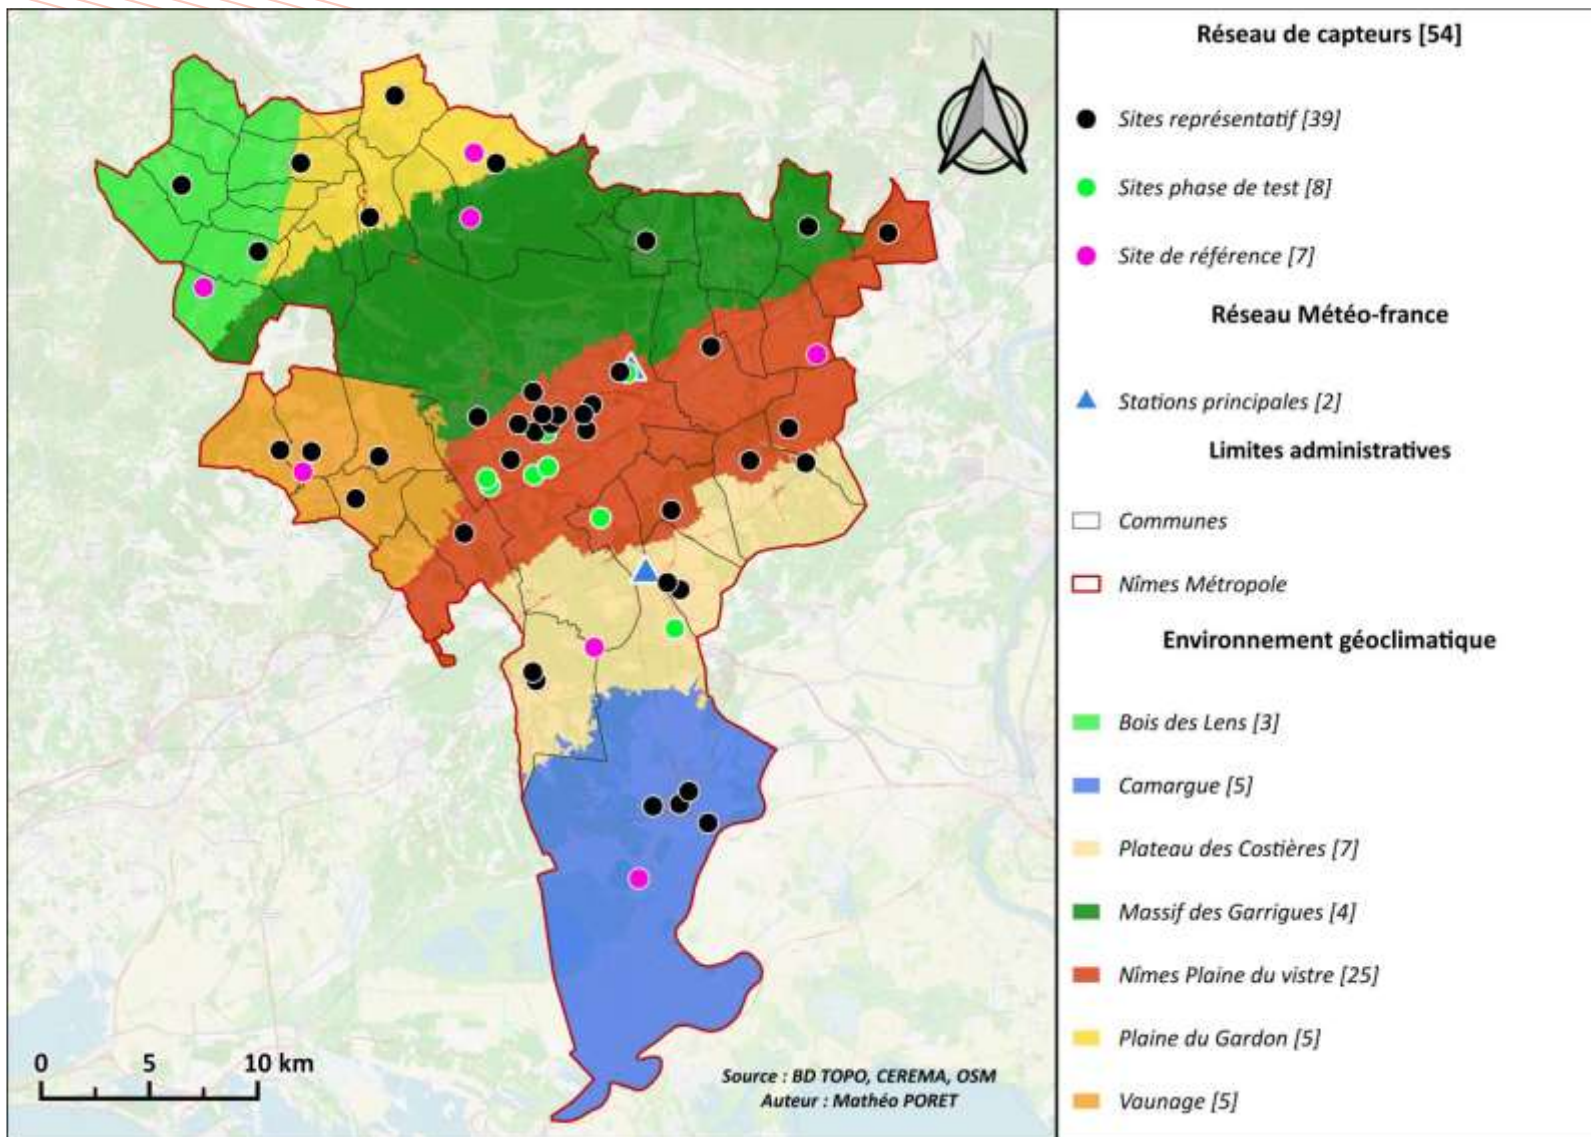 N
Réseau de capteurs [54]
Sites représentatif [39]
Sites phase de test [8]
Site de référence [7]
Réseau Météo-france
Stations principales [2]
Limites administratives
Communes
Nîmes Métropole
Environnement géoclimatique
Bois des Lens [3]
Camargue [5]
Plateau des Costières [7]
Massif des Garrigues [4]
Nîmes Plaine du vistre [25]
Plaine du Gardon [5]
Vaunage [5]
0 5 10 km
Source : BD TOPO, CEREMA, OSM
Auteur : Mathéo PORET